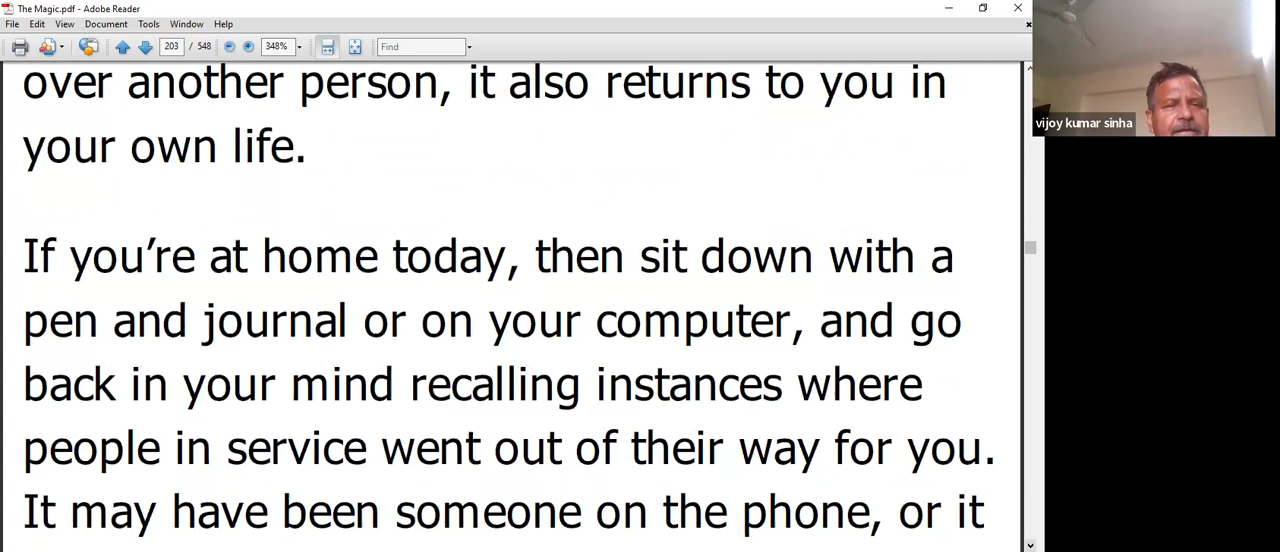 The Magic.pdf - Adobe Reader
File Edit View Document Tools Window Help
203 / 548 348% Find
over another person, it also returns to you in
your own life.
If you’re at home today, then sit down with a
pen and journal or on your computer, and go
back in your mind recalling instances where
people in service went out of their way for you.
It may have been someone on the phone, or it
vijoy kumar sinha